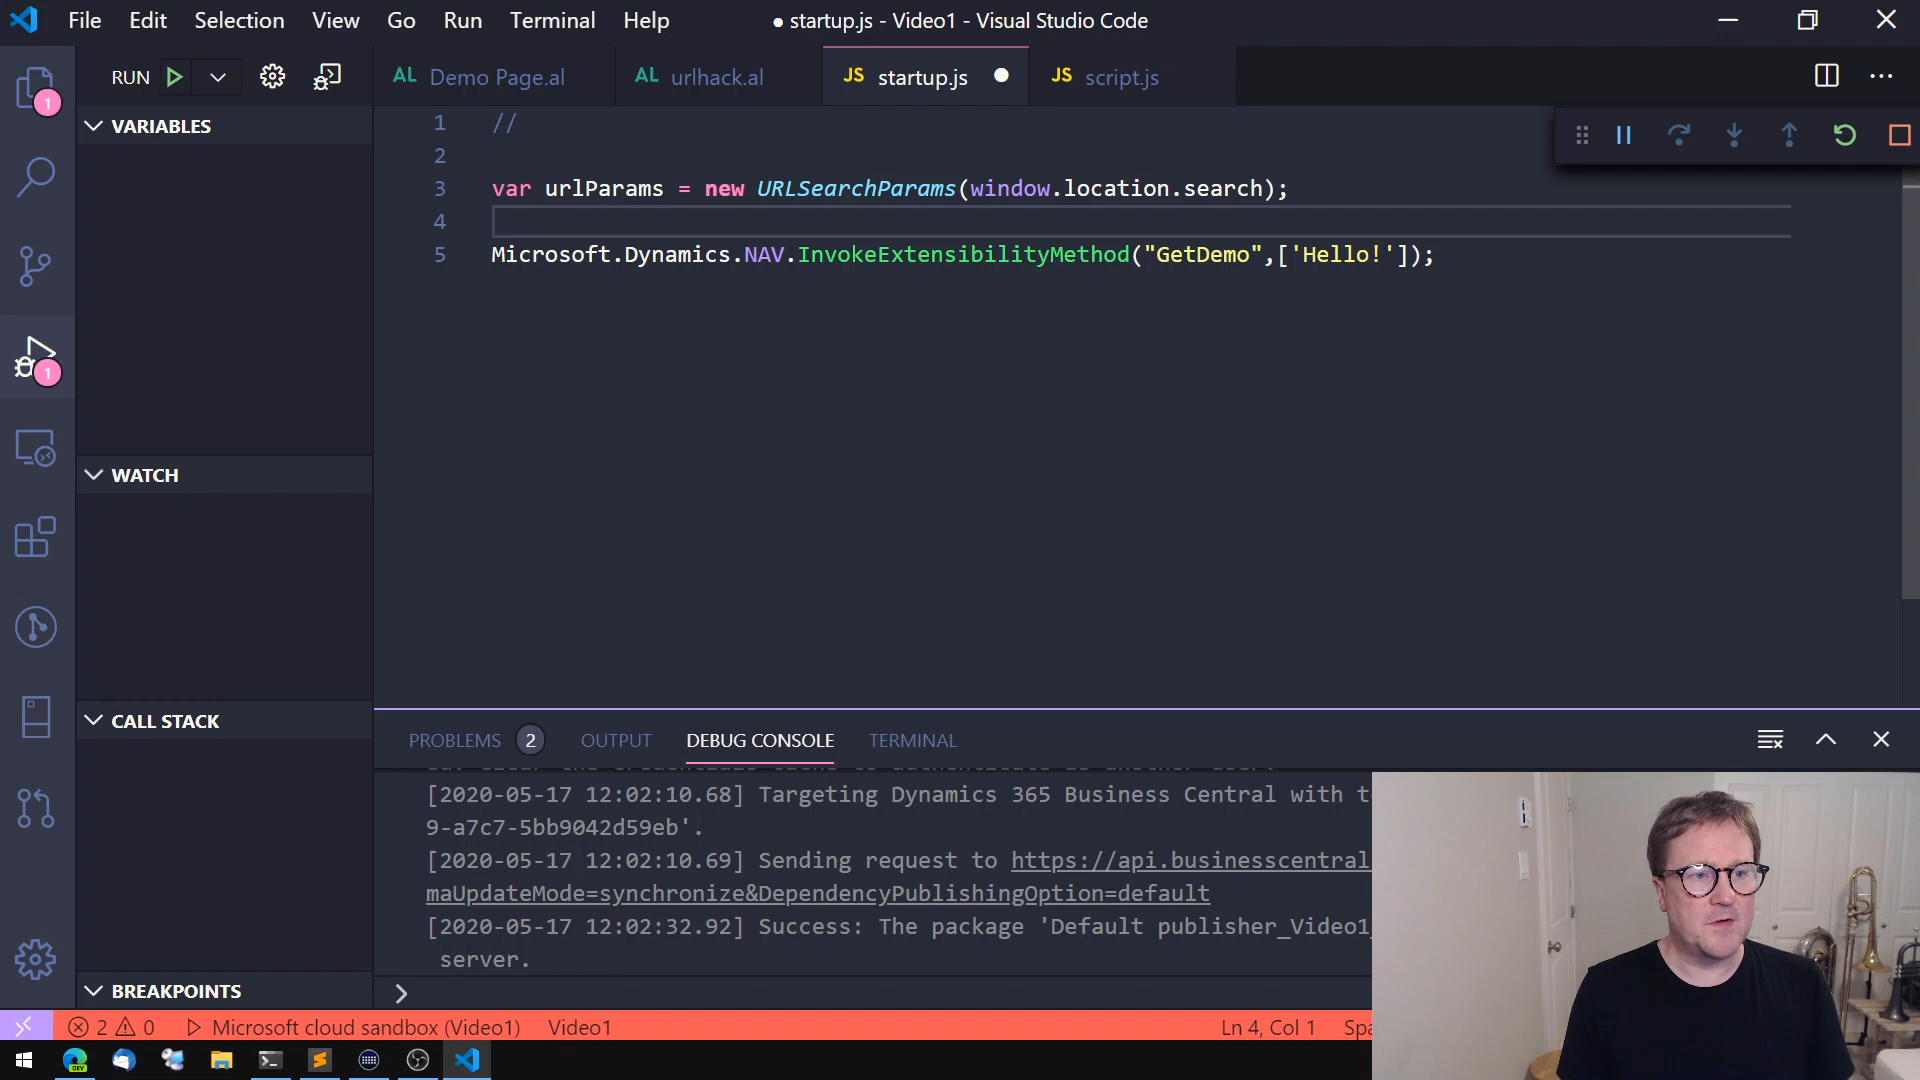 File Edit Selection View Go Run Terminal Help
● startup.js - Video1 - Visual Studio Code
RUN
AL Demo Page.al
AL urlhack.al
JS startup.js
JS script.js
VARIABLES
WATCH
CALL STACK
BREAKPOINTS
1
1
1 //
2
3 var urlParams = new URLSearchParams(window.location.search);
4
5 Microsoft.Dynamics.NAV.InvokeExtensibilityMethod("GetDemo",['Hello!']);
PROBLEMS 2 OUTPUT DEBUG CONSOLE TERMINAL
[2020-05-17 12:02:10.68] Targeting Dynamics 365 Business Central with t
9-a7c7-5bb9042d59eb'.
[2020-05-17 12:02:10.69] Sending request to https://api.businesscentral
maUpdateMode=synchronize&DependencyPublishingOption=default
[2020-05-17 12:02:32.92] Success: The package 'Default publisher_Video1_
server.
2 0 Microsoft cloud sandbox (Video1) Video1 Ln 4, Col 1 Spa
DEV